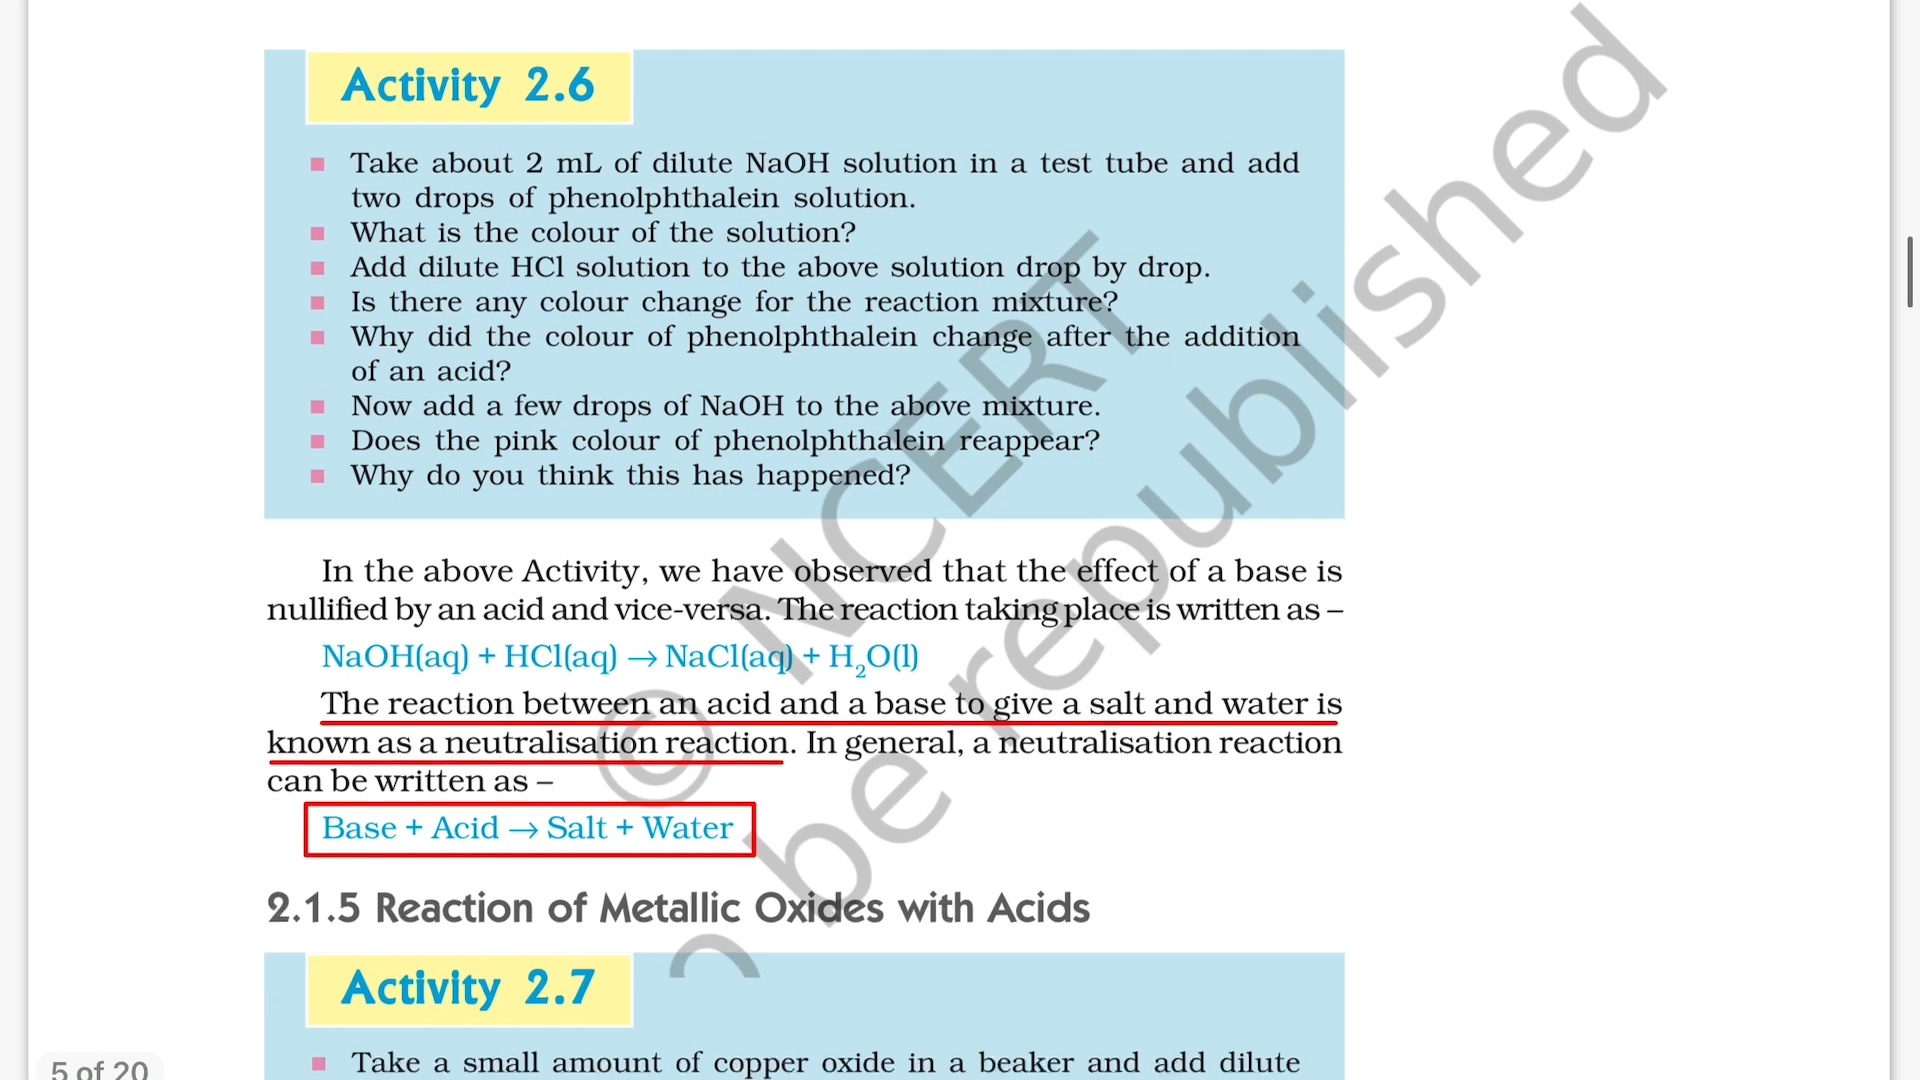 Activity 2.6
Take about 2 mL of dilute NaOH solution in a test tube and add
two drops of phenolphthalein solution.
What is the colour of the solution?
Add dilute HCl solution to the above solution drop by drop.
Is there any colour change for the reaction mixture?
Why did the colour of phenolphthalein change after the addition
of an acid?
Now add a few drops of NaOH to the above mixture.
Does the pink colour of phenolphthalein reappear?
Why do you think this has happened?
In the above Activity, we have observed that the effect of a base is
nullified by an acid and vice-versa. The reaction taking place is written as –
NaOH(aq) + HCl(aq) → NaCl(aq) + H₂O(l)
The reaction between an acid and a base to give a salt and water is
known as a neutralisation reaction. In general, a neutralisation reaction
can be written as –
Base + Acid → Salt + Water
2.1.5 Reaction of Metallic Oxides with Acids
Activity 2.7
Take a small amount of copper oxide in a beaker and add dilute
5 of 20
© NCERT
be republished